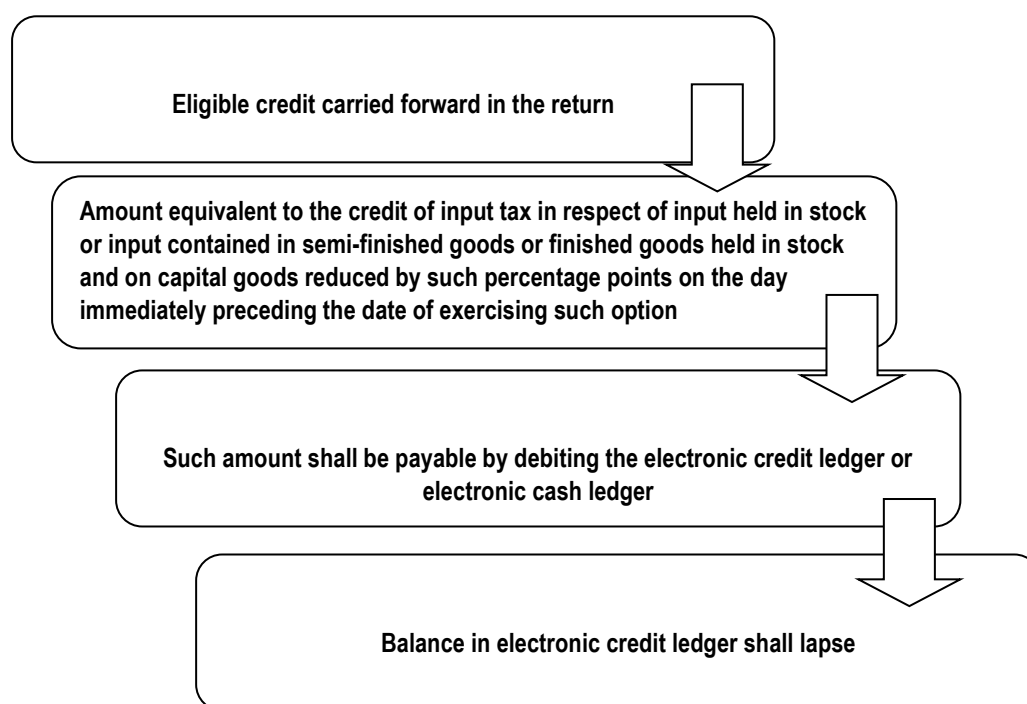 Eligible credit carried forward in the return
Amount equivalent to the credit of input tax in respect of input held in stock
or input contained in semi-finished goods or finished goods held in stock
and on capital goods reduced by such percentage points on the day
immediately preceding the date of exercising such option
Such amount shall be payable by debiting the electronic credit ledger or
electronic cash ledger
Balance in electronic credit ledger shall lapse